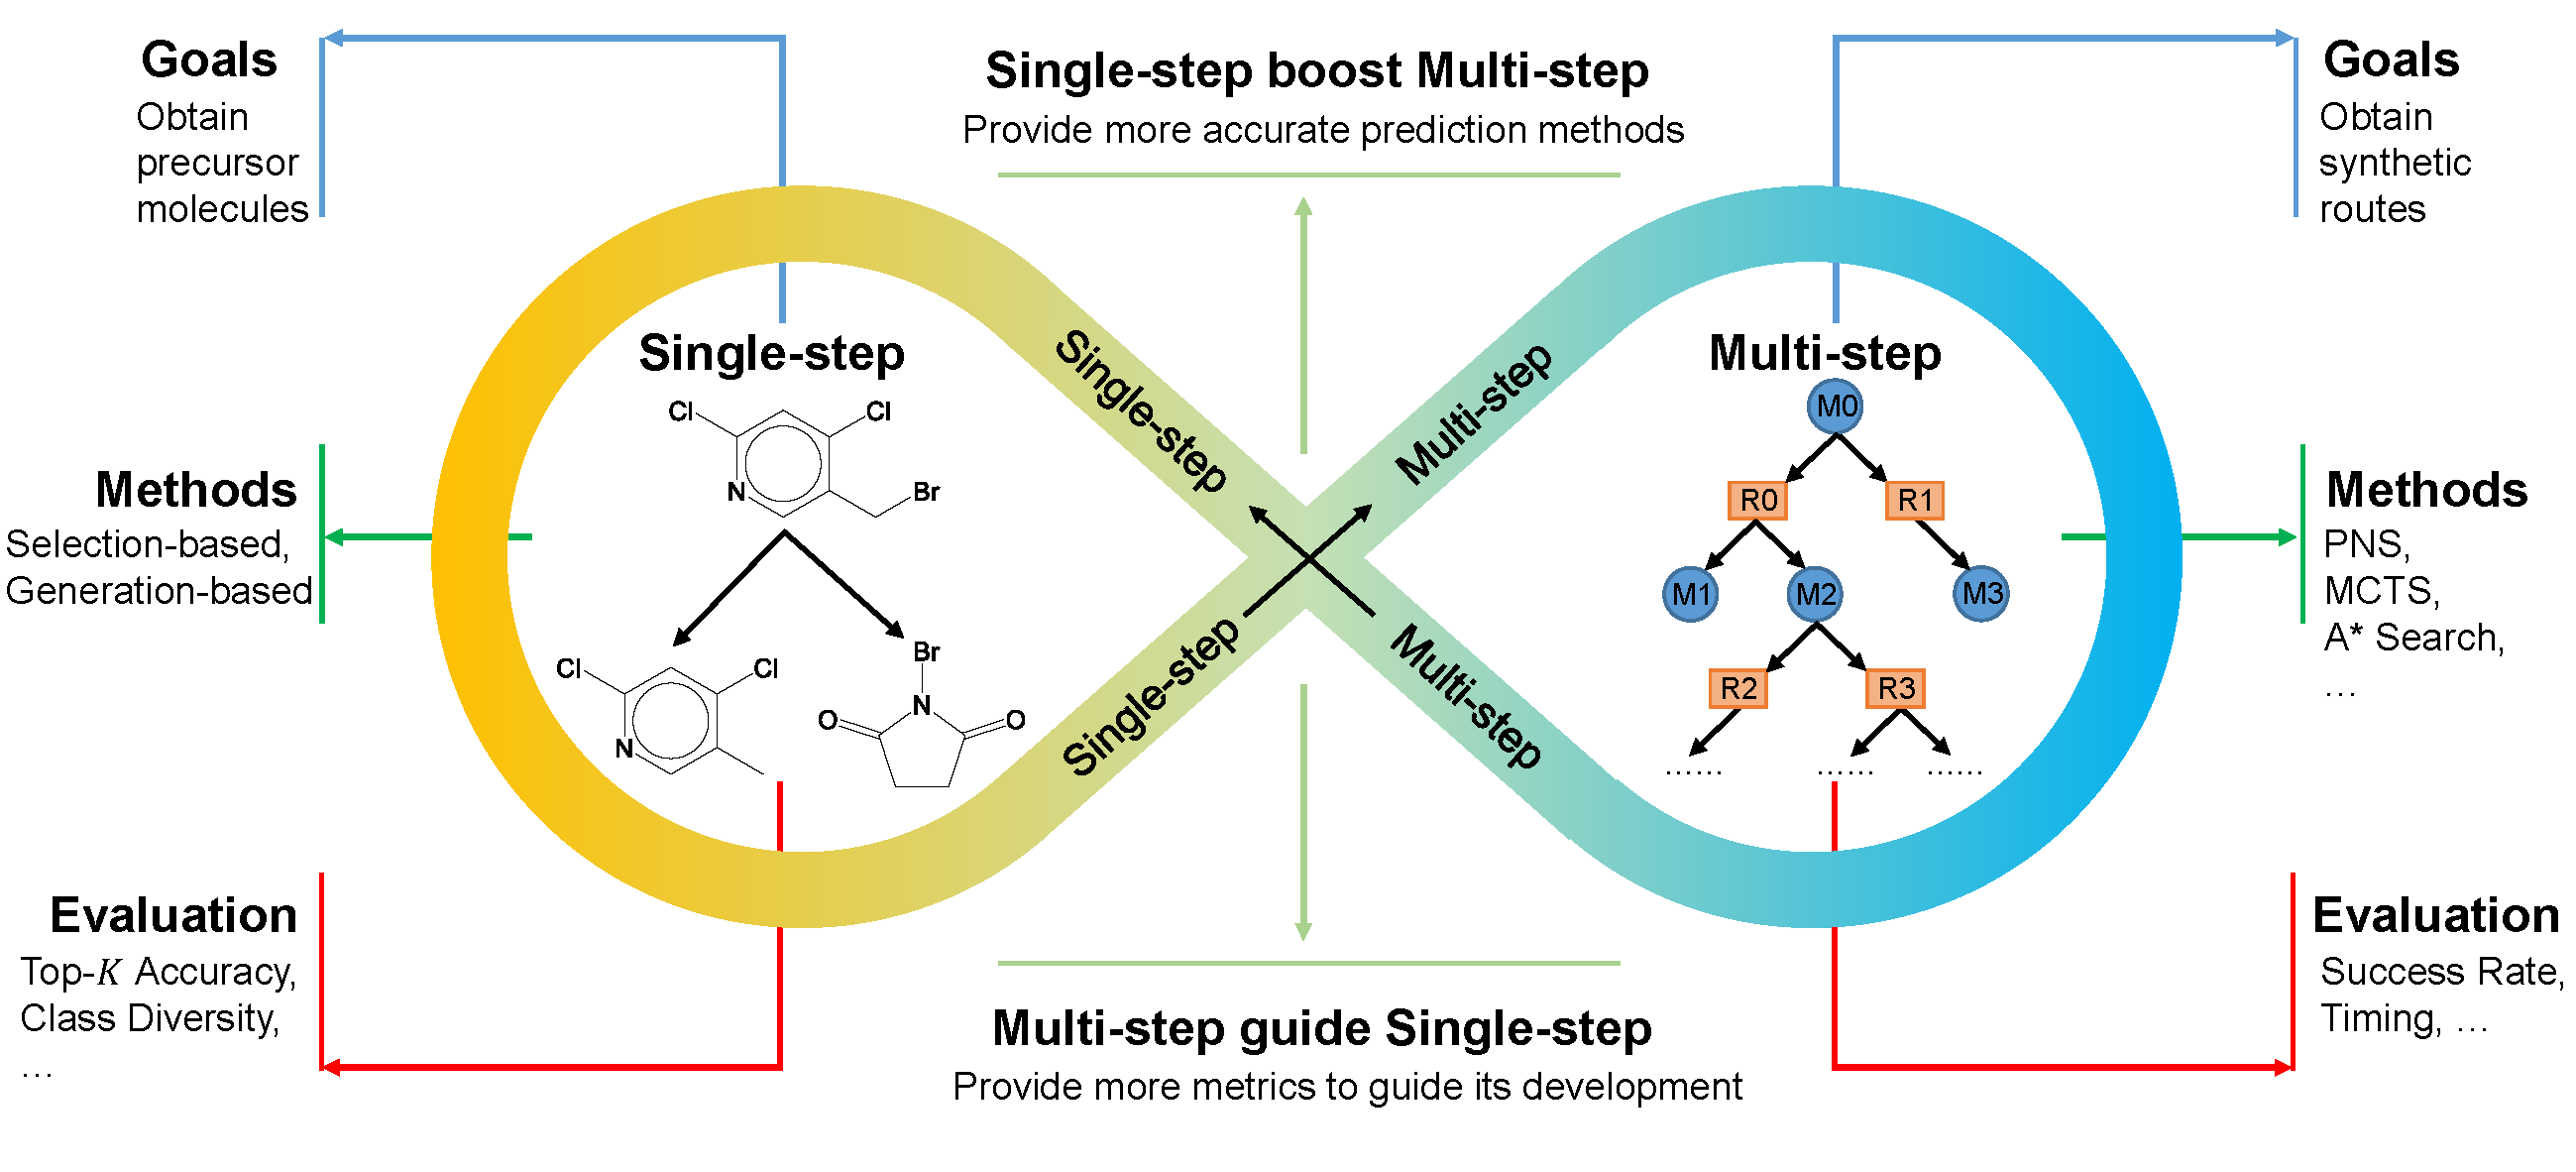 Goals
Obtain
precursor
molecules
Single-step boost Multi-step
Provide more accurate prediction methods
Goals
Obtain
synthetic
routes
Methods
Selection-based,
Generation-based
Single-step
Cl
Cl
N
Br
Cl
Cl
N
Br
N
O
O
Single-step
Multi-step
Single-step
Multi-step
Multi-step
M0
R0
R1
M1
M2
M3
R2
R3
......
......
......
Methods
PNS,
MCTS,
A* Search,
...
Evaluation
Top-K Accuracy,
Class Diversity,
...
Multi-step guide Single-step
Provide more metrics to guide its development
Evaluation
Success Rate,
Timing, ...